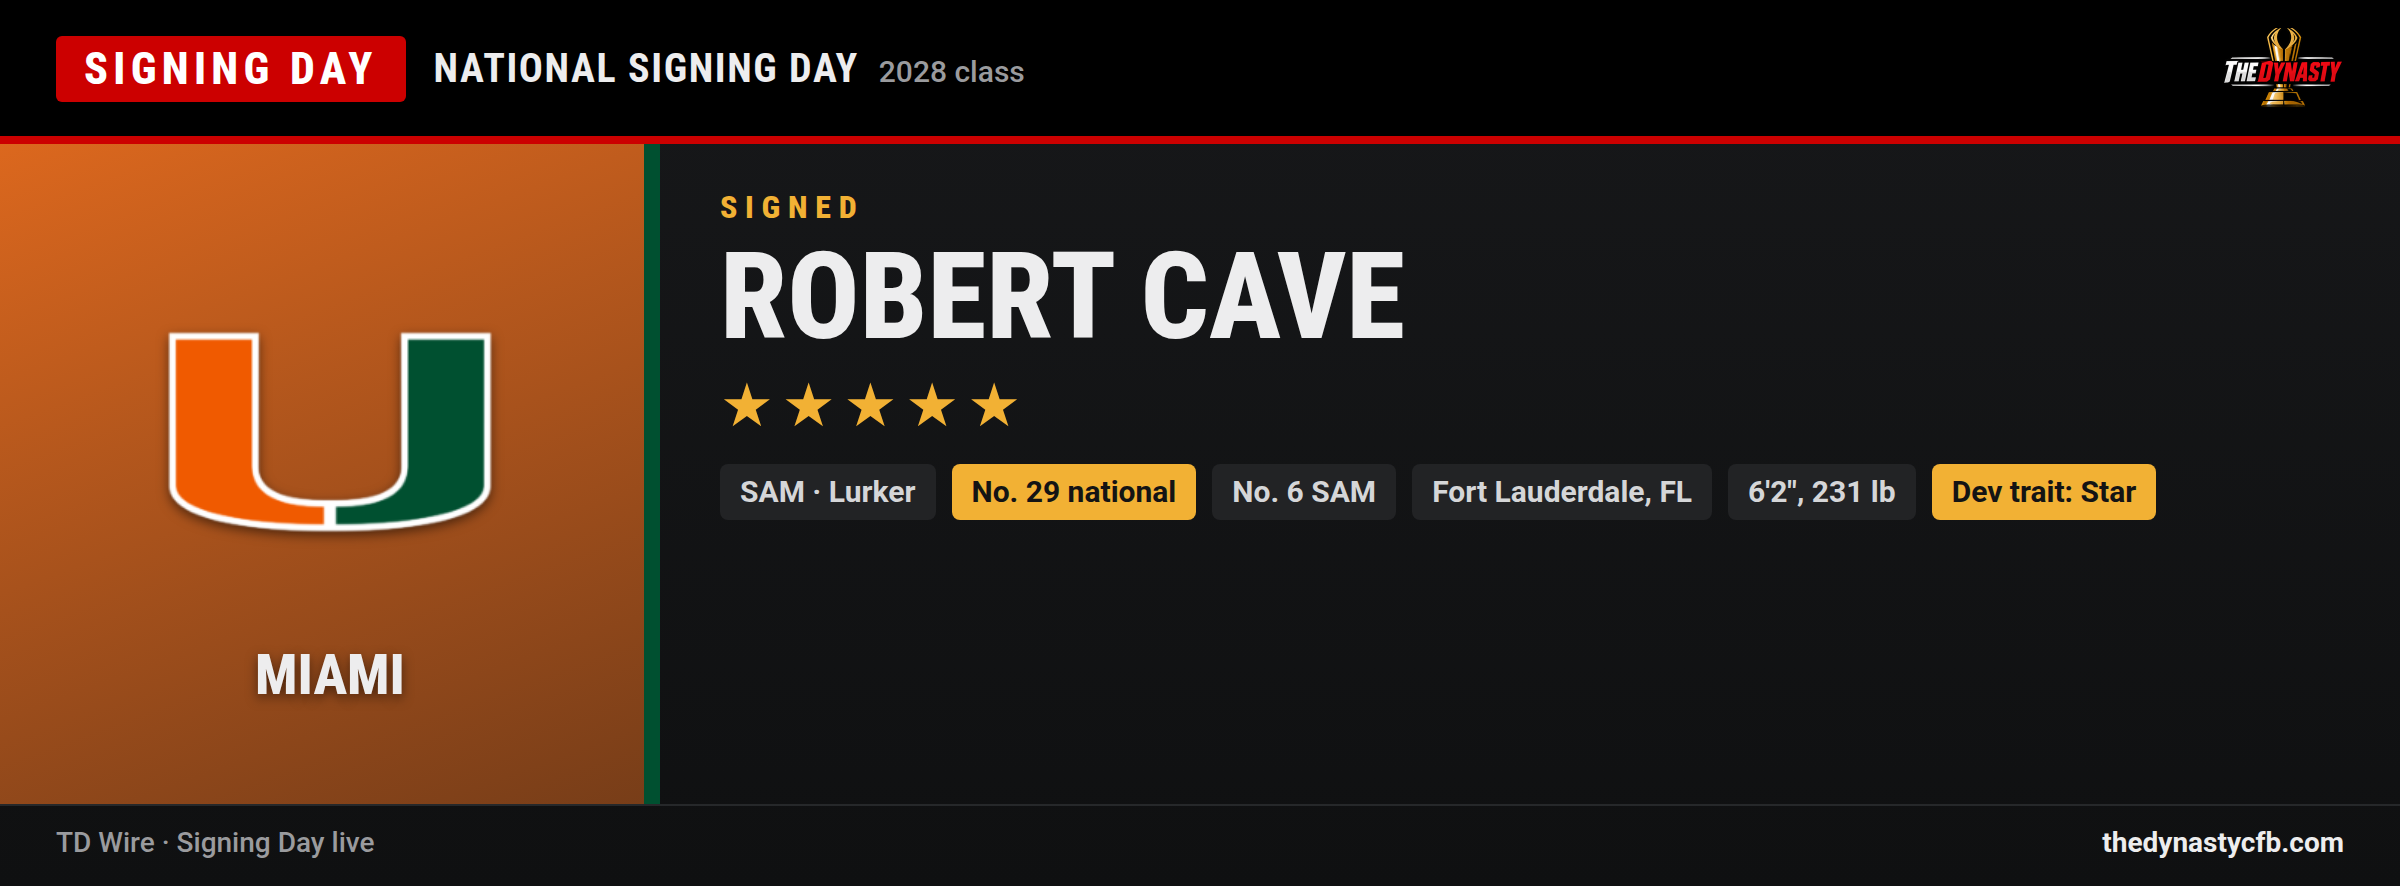 SIGNING DAY NATIONAL SIGNING DAY 2028 class
THE DYNASTY
SIGNED
ROBERT CAVE
★★★★★
SAM · Lurker No. 29 national No. 6 SAM Fort Lauderdale, FL 6'2", 231 lb Dev trait: Star
MIAMI
TD Wire · Signing Day live
thedynastycfb.com